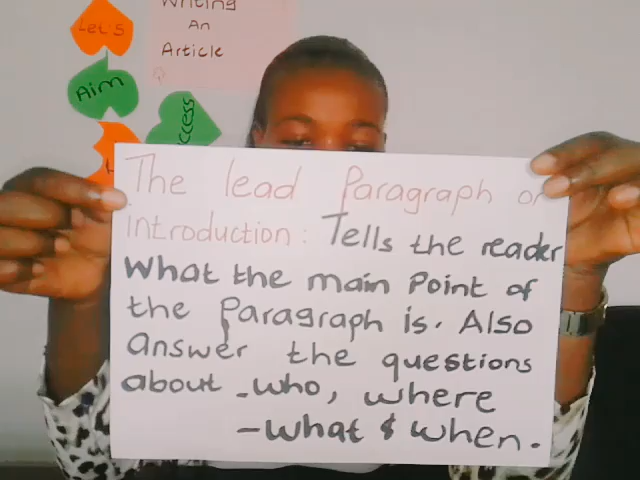 Let's
Aim
ccess
L
Writing
An
Article
The lead Paragraph or
introduction: Tells the reader
What the main Point of
the Paragraph is. Also
answer the questions
about -who, where
-what & when.